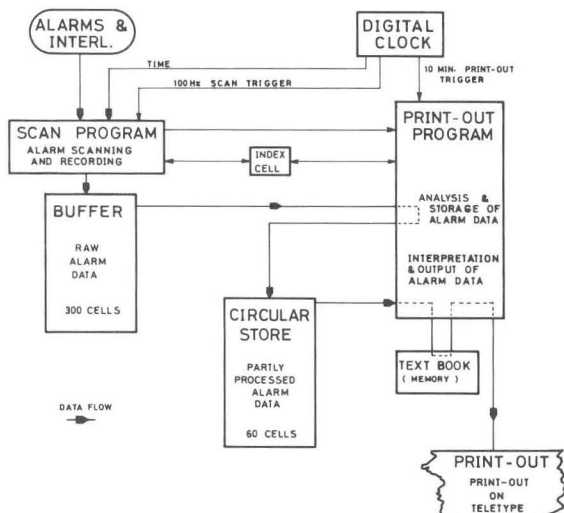 ALARMS &
INTERL.
DIGITAL
CLOCK
TIME
100Hz SCAN TRIGGER
10 MIN. PRINT-OUT
TRIGGER
SCAN PROGRAM
ALARM SCANNING
AND RECORDING
INDEX
CELL
PRINT-OUT
PROGRAM
ANALYSIS &
STORAGE OF
ALARM DATA
INTERPRETATION
& OUTPUT OF
ALARM DATA
BUFFER
RAW
ALARM
DATA
300 CELLS
CIRCULAR
STORE
PARTLY
PROCESSED
ALARM
DATA
60 CELLS
TEXT BOOK
( MEMORY )
DATA FLOW
PRINT-OUT
PRINT-OUT
ON
TELETYPE